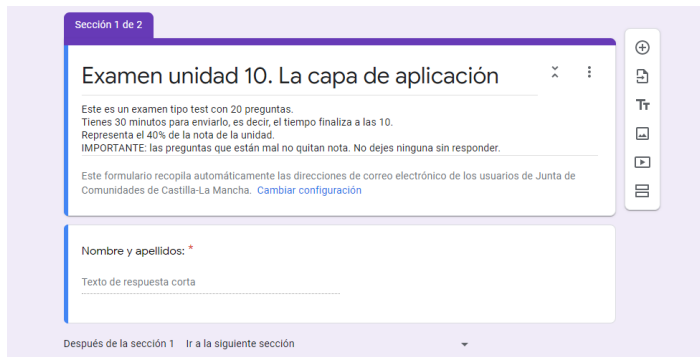 Sección 1 de 2
Examen unidad 10. La capa de aplicación
Este es un examen tipo test con 20 preguntas.
Tienes 30 minutos para enviarlo, es decir, el tiempo finaliza a las 10.
Representa el 40% de la nota de la unidad.
IMPORTANTE: las preguntas que están mal no quitan nota. No dejes ninguna sin responder.
Este formulario recopila automáticamente las direcciones de correo electrónico de los usuarios de Junta de
Comunidades de Castilla-La Mancha. Cambiar configuración
Nombre y apellidos: *
Texto de respuesta corta
Después de la sección 1 Ir a la siguiente sección
Tт